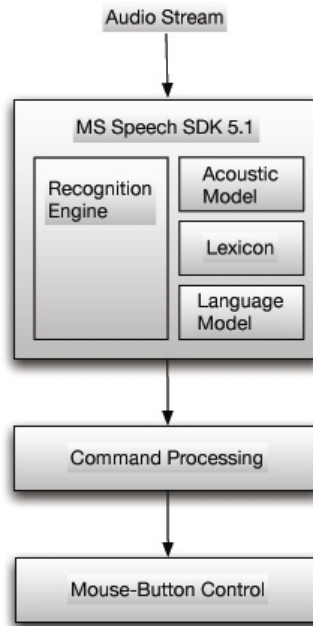 Audio Stream
MS Speech SDK 5.1
Recognition
Engine
Acoustic
Model
Lexicon
Language
Model
Command Processing
Mouse-Button Control